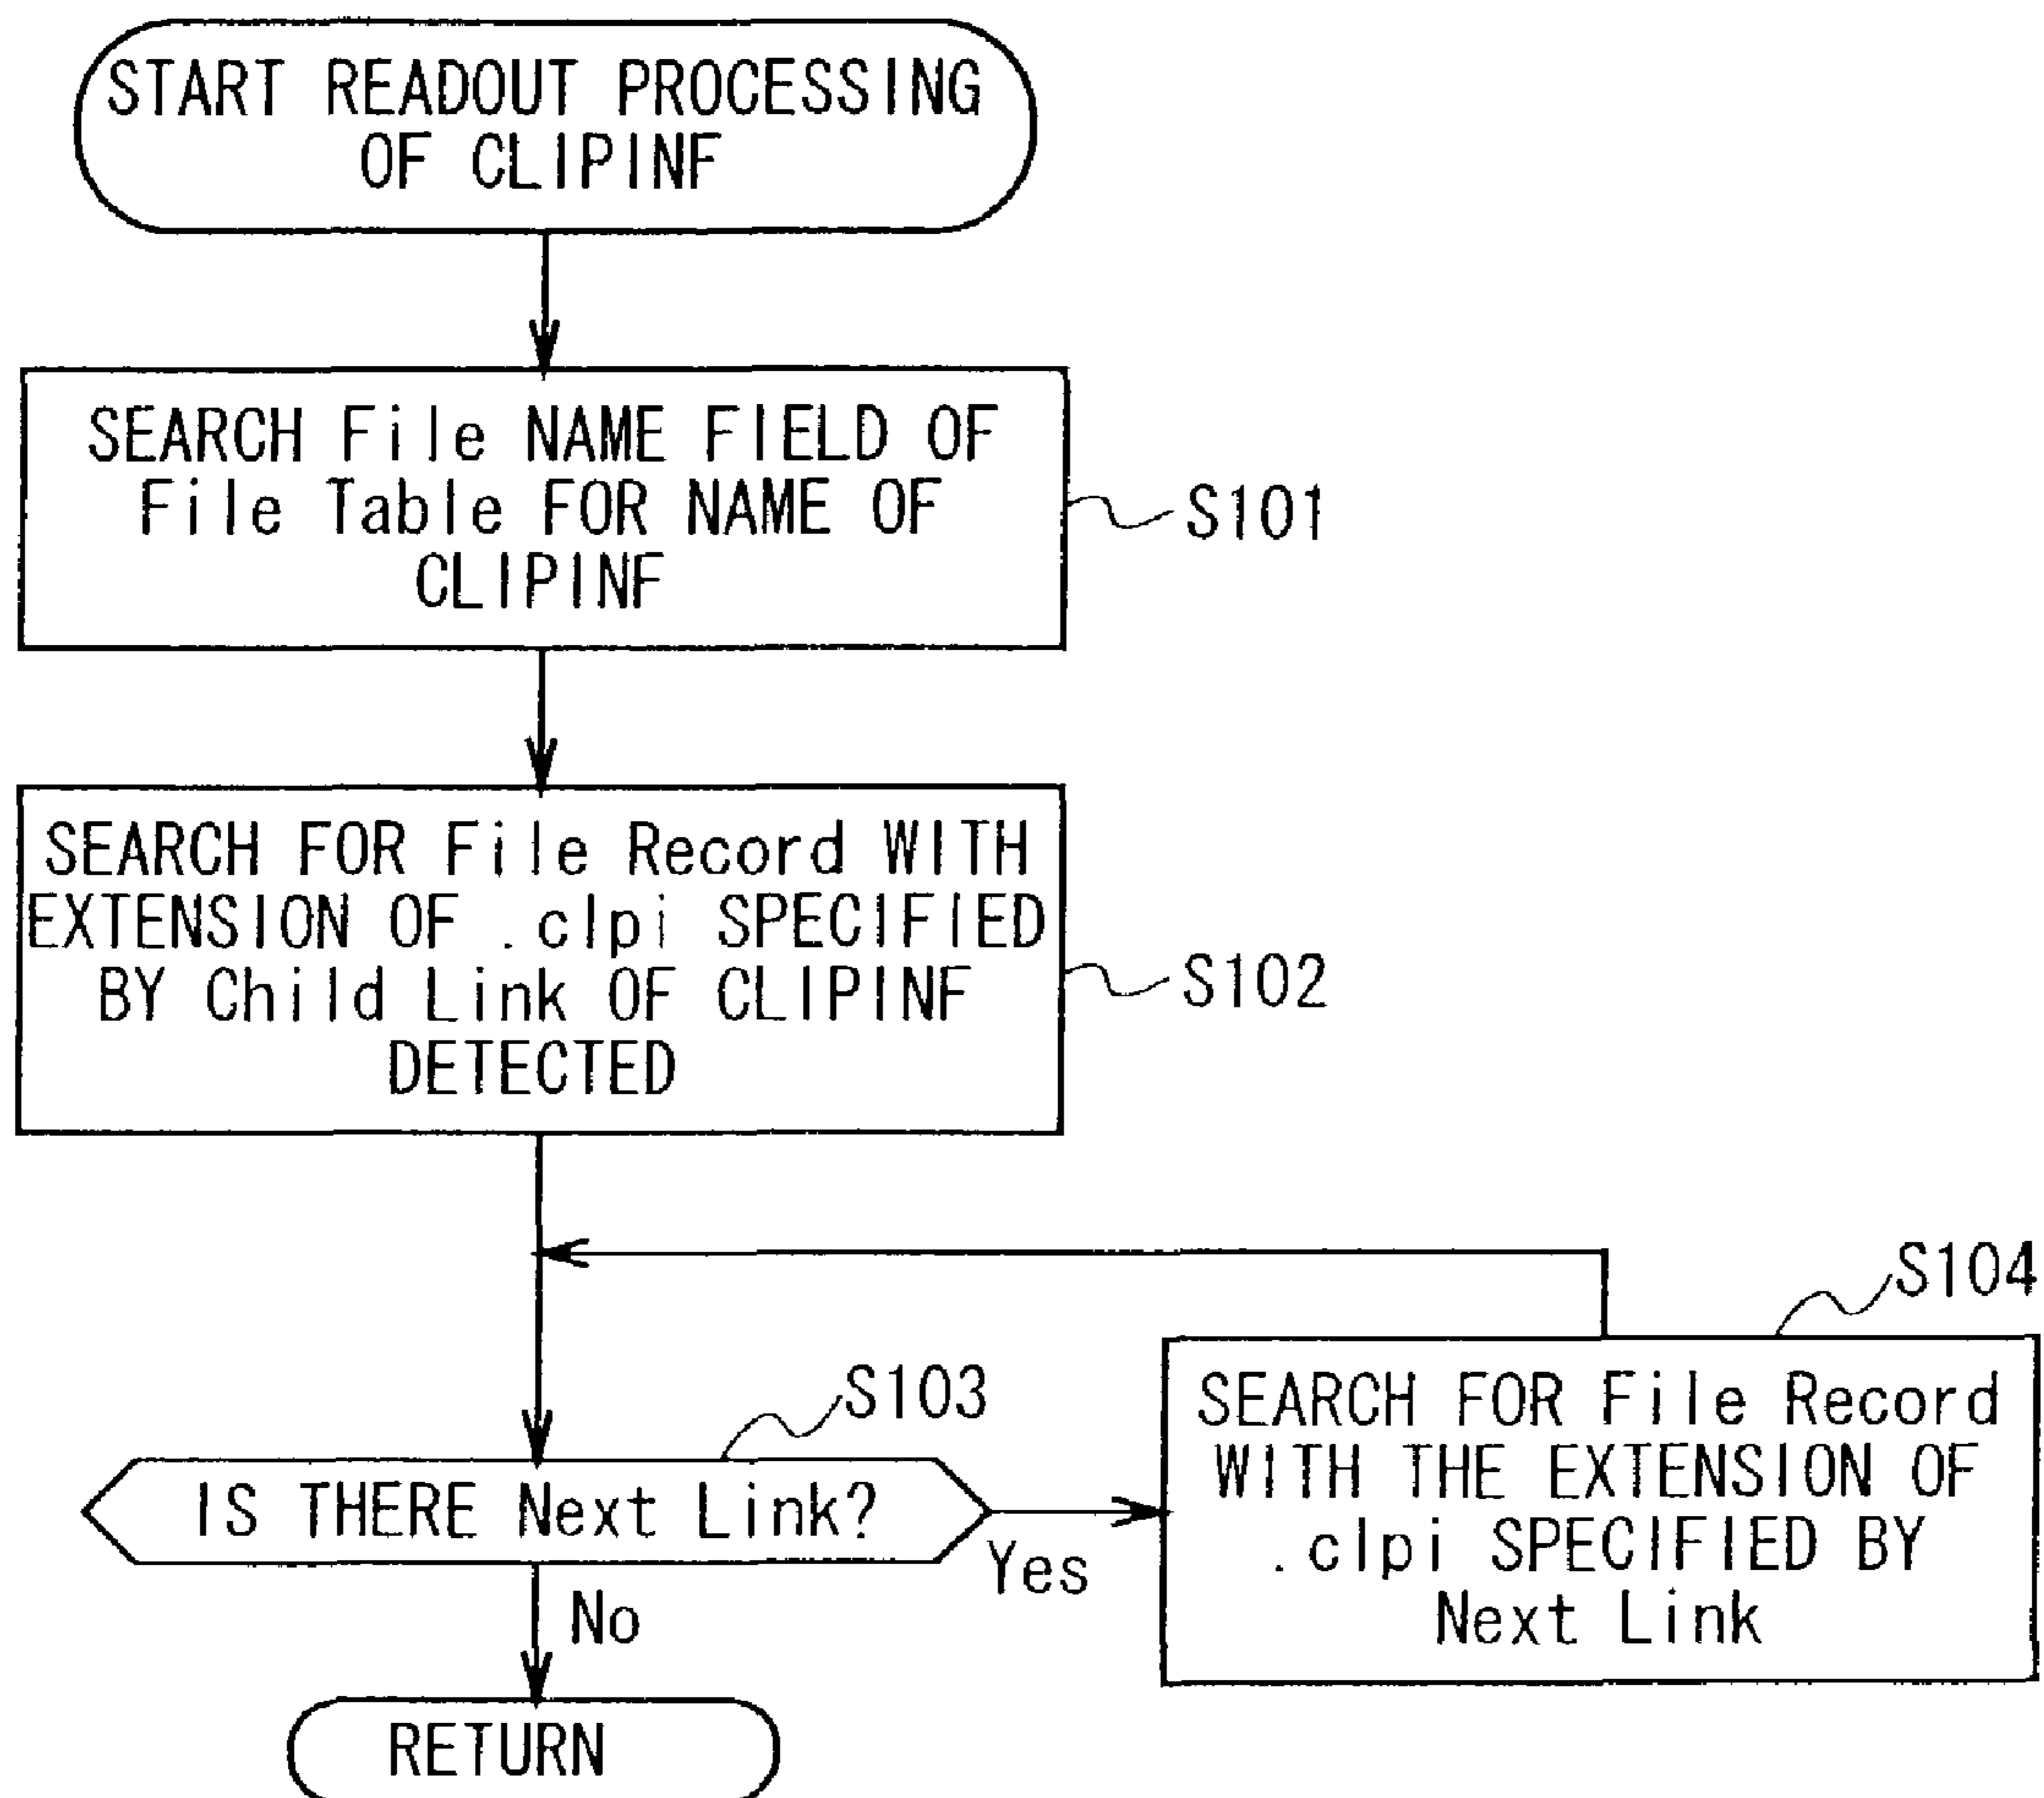 START READOUT PROCESSING
OF CLIPINF
SEARCH File NAME FIELD OF
File Table FOR NAME OF
CLIPINF
S101
SEARCH FOR File Record WITH
EXTENSION OF .clpi SPECIFIED
BY Child Link OF CLIPINF
DETECTED
S102
S104
S103
SEARCH FOR File Record
WITH THE EXTENSION OF
.clpi SPECIFIED BY
Next Link
IS THERE Next Link?
Yes
No
RETURN